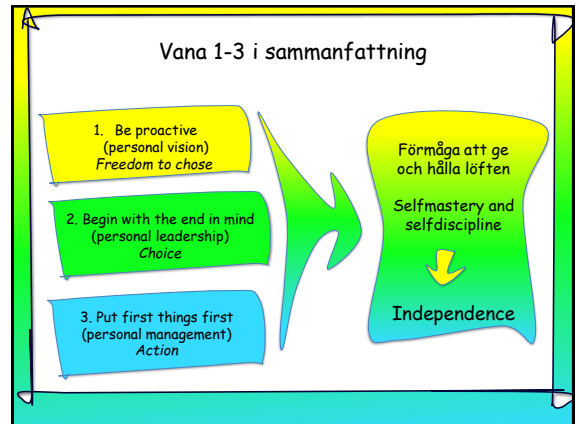 Vana 1-3 i sammanfattning
1. Be proactive
(personal vision)
Freedom to chose
2. Begin with the end in mind
(personal leadership)
Choice
3. Put first things first
(personal management)
Action
Förmåga att ge
och hålla löften
Selfmastery and
selfdiscipline
Independence